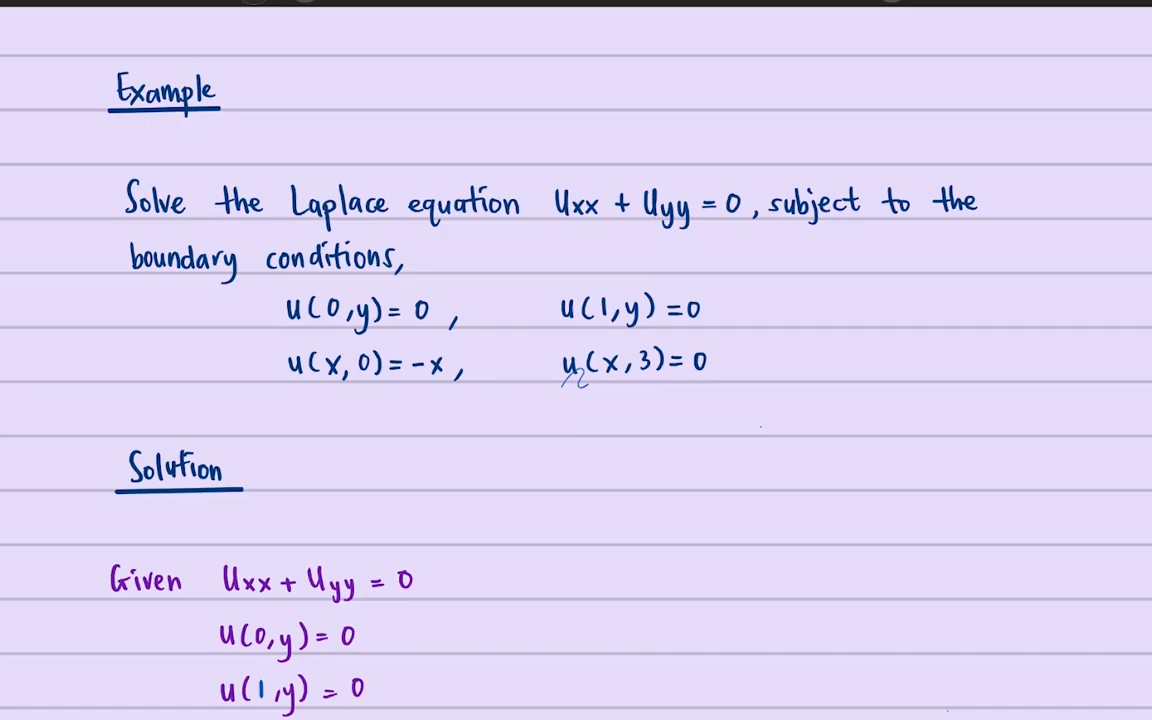 Example
Solve the Laplace equation Uxx + Uyy = 0, subject to the
boundary conditions,
u(0,y) = 0 , u(1,y) = 0
u(x,0) = -x , u(x,3) = 0
Solution
Given Uxx + Uyy = 0
u(0,y) = 0
u(1,y) = 0